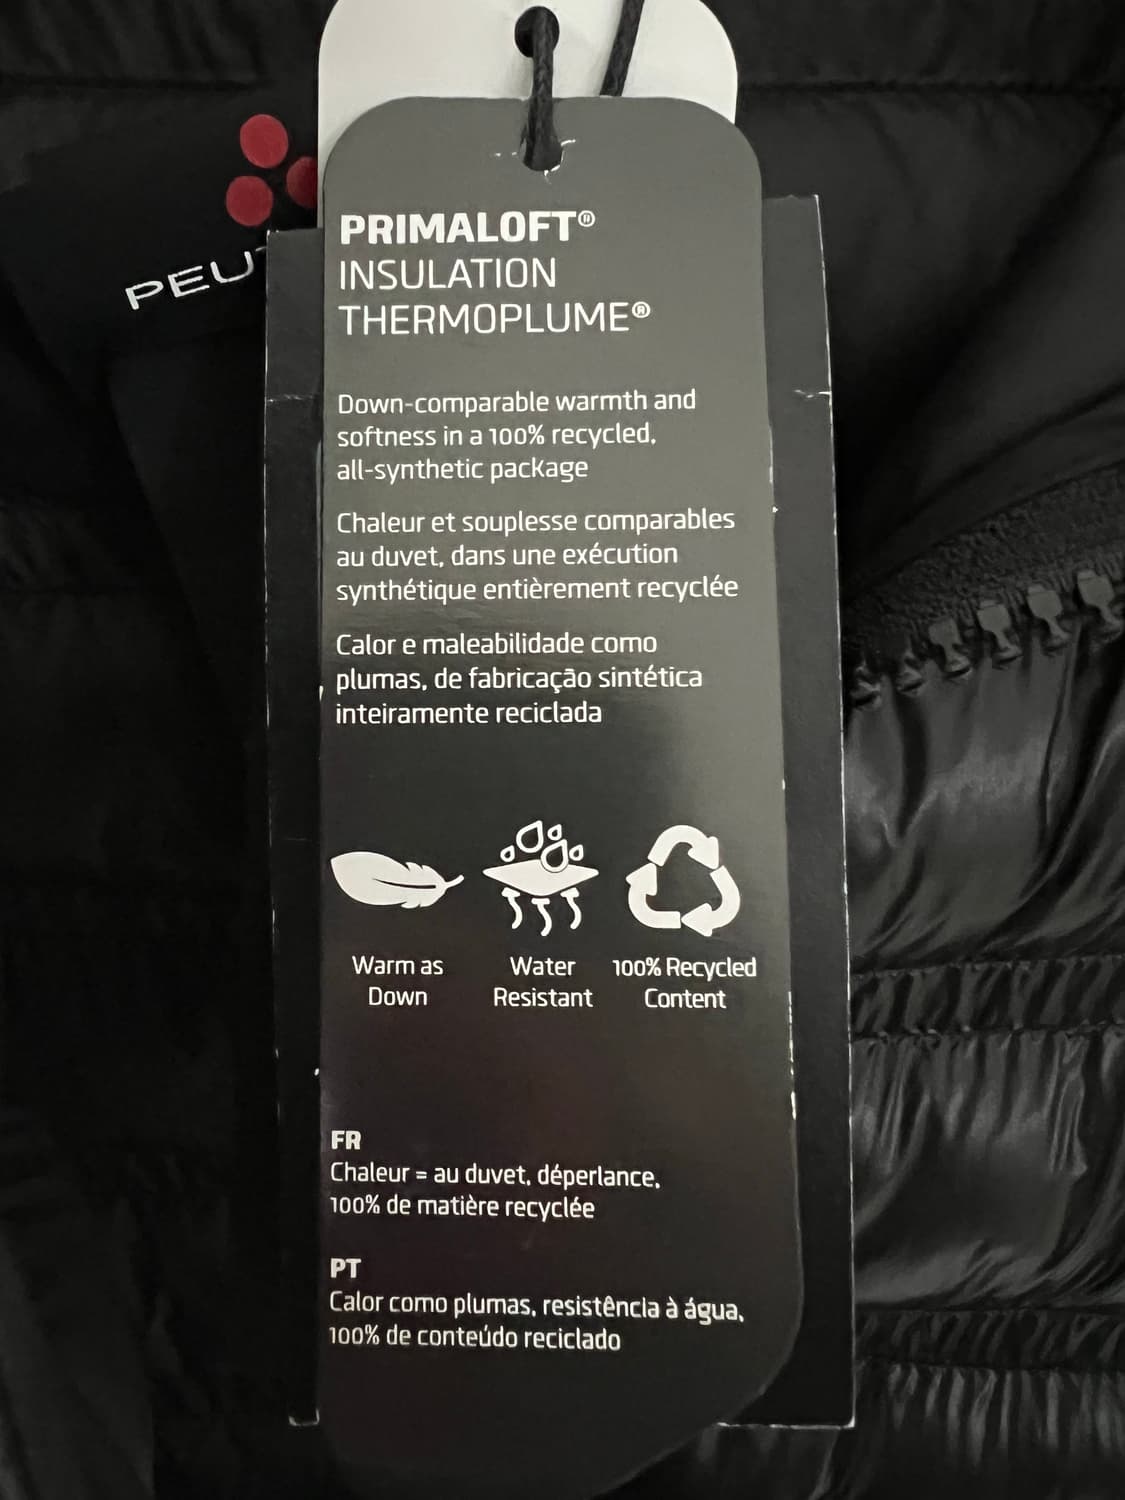 PEU
PRIMALOFT®
INSULATION
THERMOPLUME®
Down-comparable warmth and
softness in a 100% recycled,
all-synthetic package
Chaleur et souplesse comparables
au duvet, dans une exécution
synthétique entièrement recyclée
Calor e maleabilidade como
plumas, de fabricação sintética
inteiramente reciclada
Warm as
Down
Water
Resistant
100% Recycled
Content
FR
Chaleur = au duvet, déperlance,
100% de matière recyclée
PT
Calor como plumas, resistência à água,
100% de conteúdo reciclado